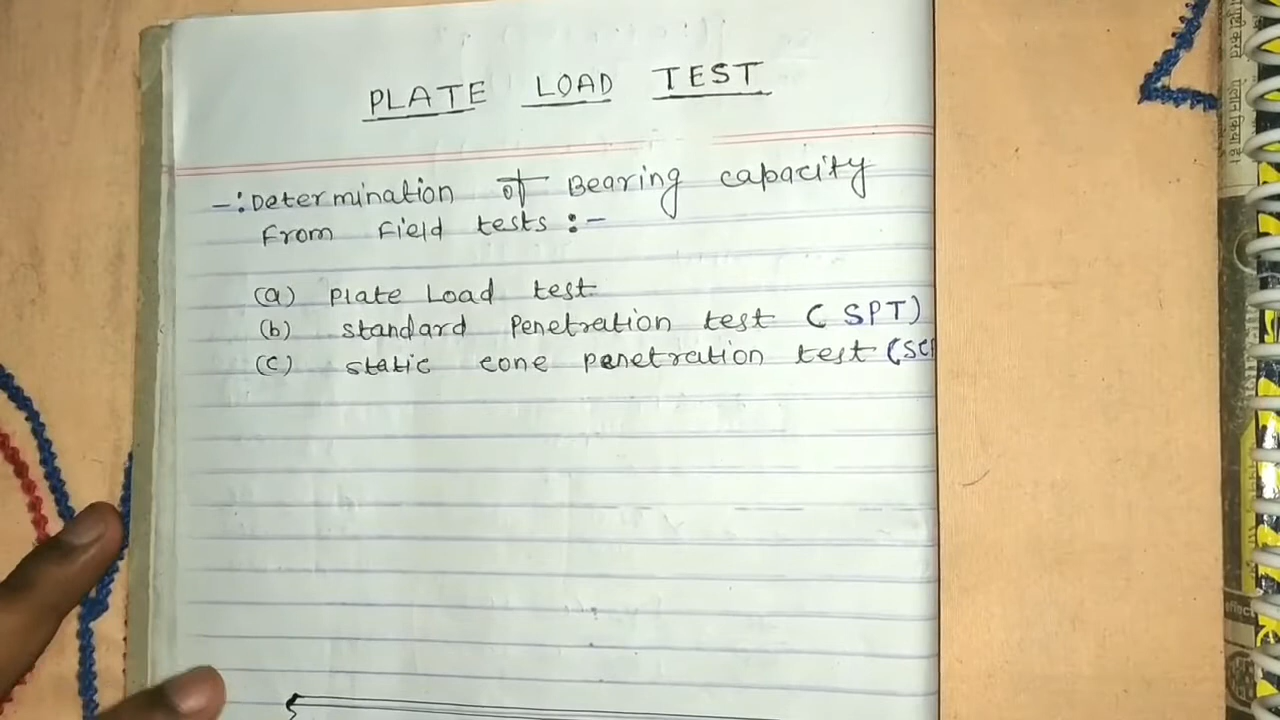 PLATE LOAD TEST
-:Determination of Bearing capacity
From Field tests :-
(a) Plate Load test
(b) standard Penetration test (SPT)
(c) static cone penetration test (SCP